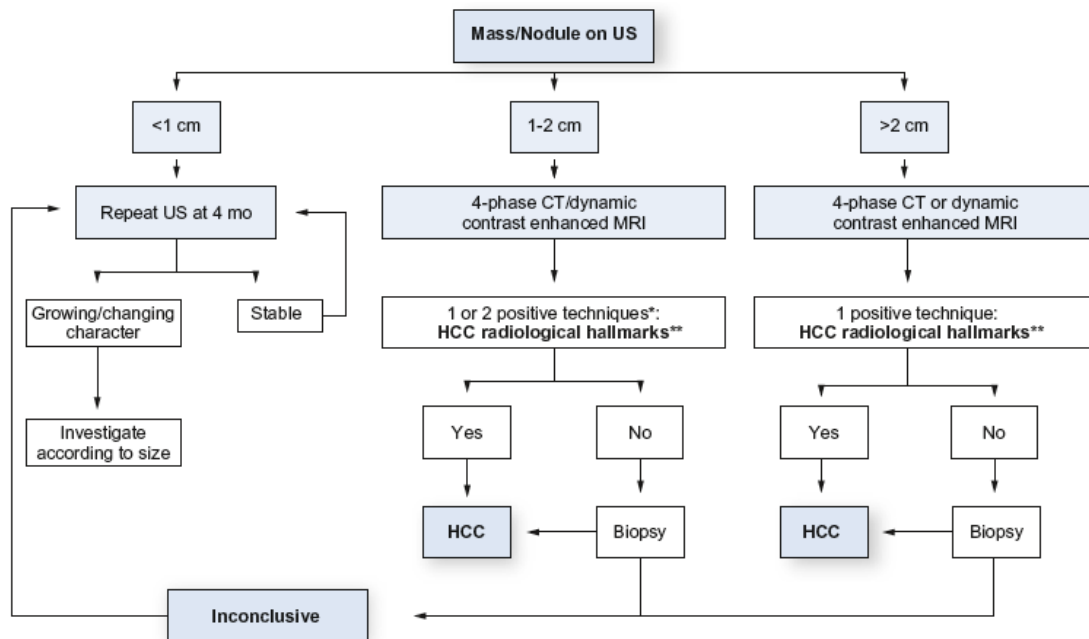 Mass/Nodule on US
<1 cm
1-2 cm
>2 cm
Repeat US at 4 mo
4-phase CT/dynamic
contrast enhanced MRI
4-phase CT or dynamic
contrast enhanced MRI
Growing/changing
character
Stable
1 or 2 positive techniques*:
HCC radiological hallmarks**
1 positive technique:
HCC radiological hallmarks**
Investigate
according to size
Yes
No
Yes
No
HCC
Biopsy
HCC
Biopsy
Inconclusive